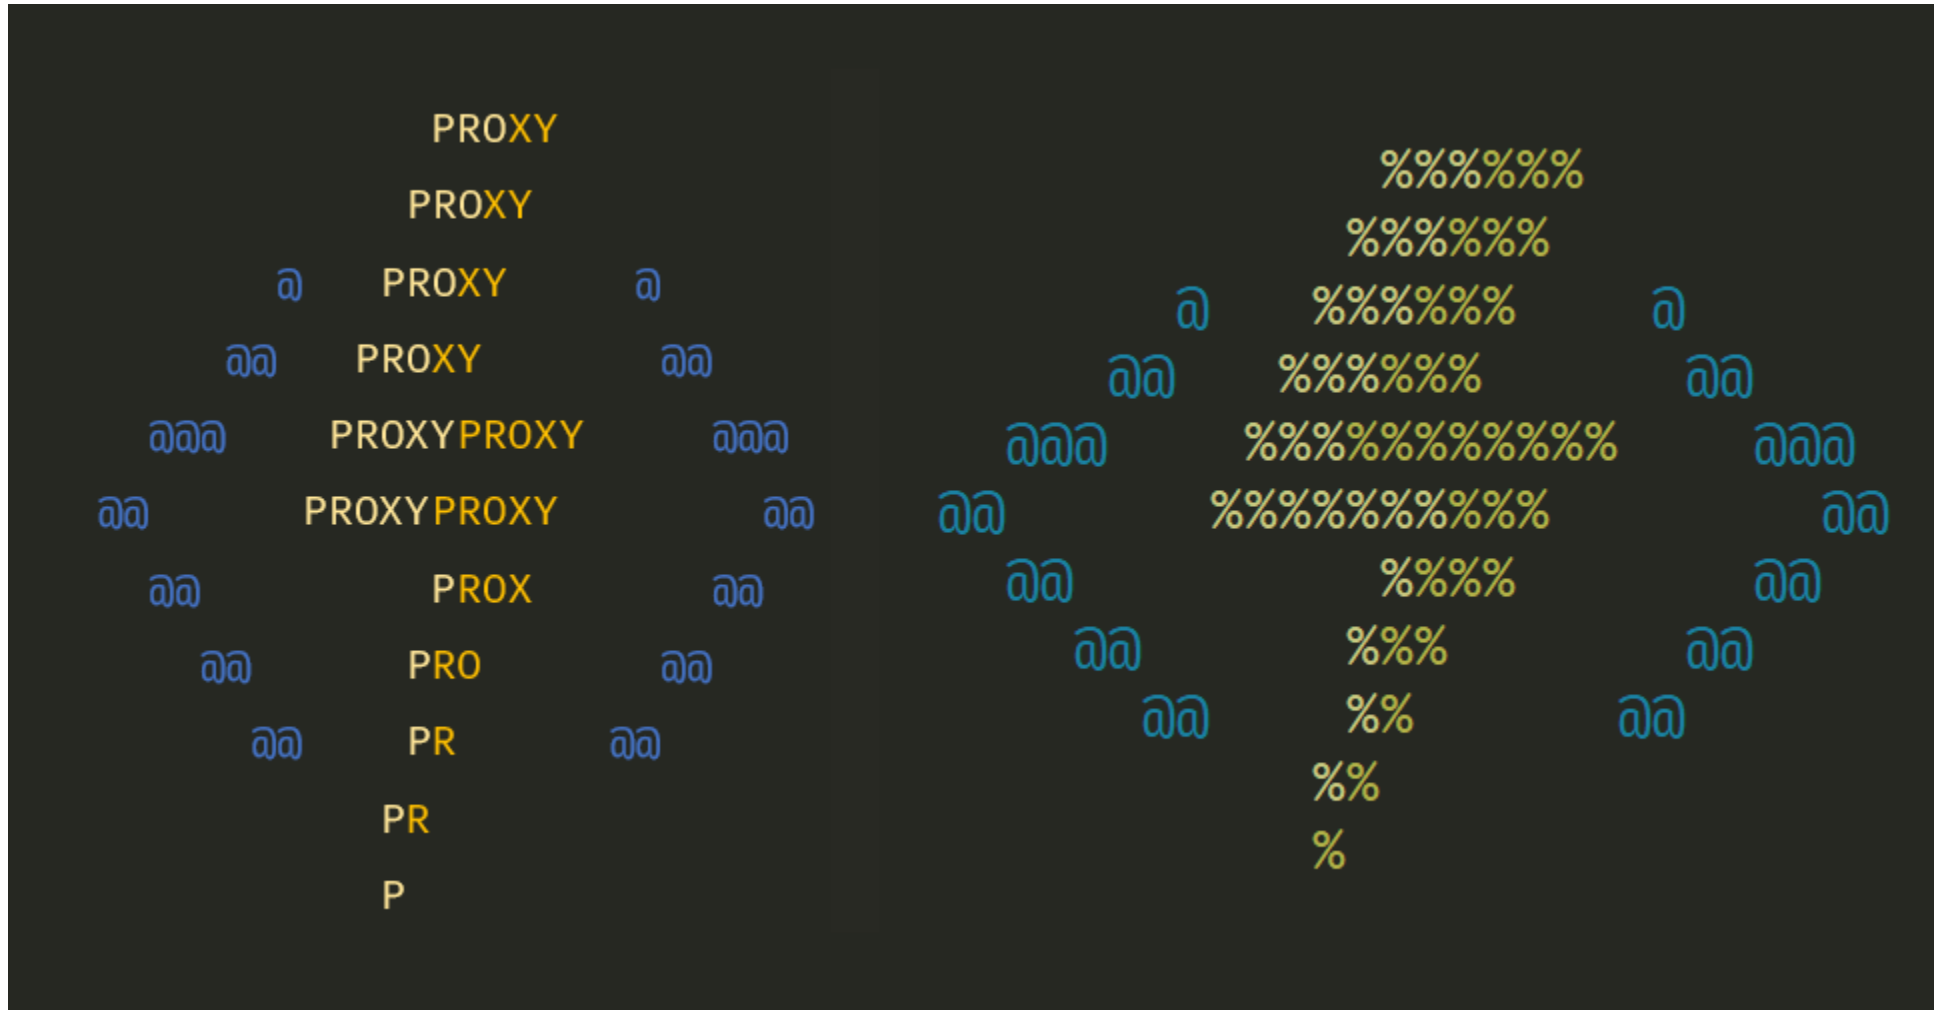 PROXY
PROXY
@ PROXY @
@@ PROXY @@
@@@ PROXYPROXY @@@
@@ PROXYPROXY @@
@@ PROX @@
@@ PRO @@
@@ PR @@
PR
P
%%%%%%
%%%%%%
@ %%%%%% @
@@ %%%%%% @@
@@@ %%%%%%%%%%% @@@
@@ %%%%%%%%%% @@
@@ %%%% @@
@@ %%% @@
@@ %% @@
%%
%